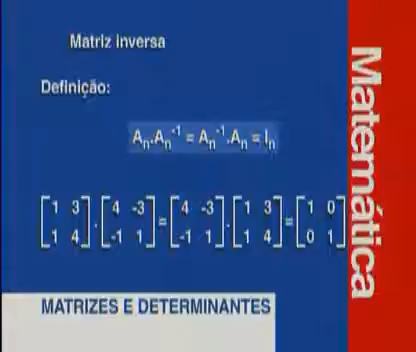 Matriz inversa
Definição:
Aₙ.Aₙ⁻¹ = Aₙ⁻¹.Aₙ = Iₙ
[1 3] . [4 -3] = [4 -3] . [1 3] = [1 0]
[1 4] [-1 1] [-1 1] [1 4] [0 1]
MATRIZES E DETERMINANTES
Matemática